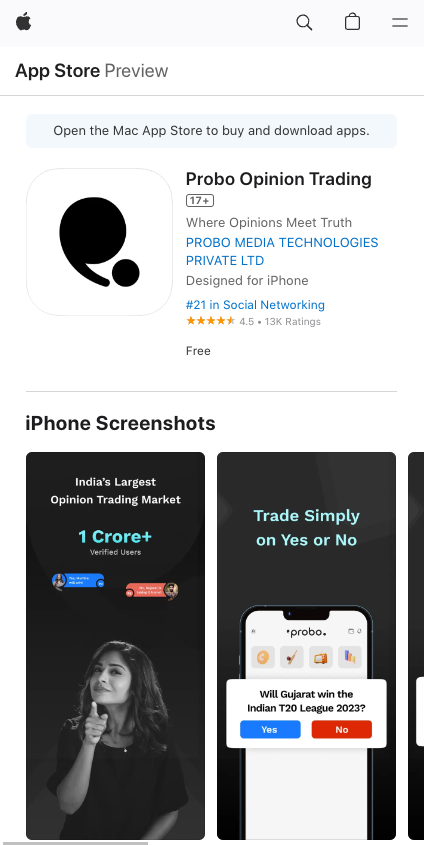 App Store Preview
Open the Mac App Store to buy and download apps.
Probo Opinion Trading
17+
Where Opinions Meet Truth
PROBO MEDIA TECHNOLOGIES
PRIVATE LTD
Designed for iPhone
#21 in Social Networking
4.5 • 13K Ratings
Free
iPhone Screenshots
India's Largest
Opinion Trading Market
1 Crore+
Verified Users
Trade Simply
on Yes or No
probo.
Will Gujarat win the
Indian T20 League 2023?
Yes
No